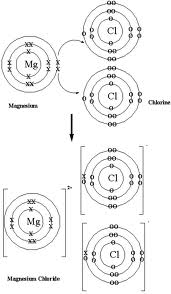 Mg
Cl
Cl
Magnesium
Chlorine
Mg
2+
Cl
-
Cl
-
Magnesium Chloride